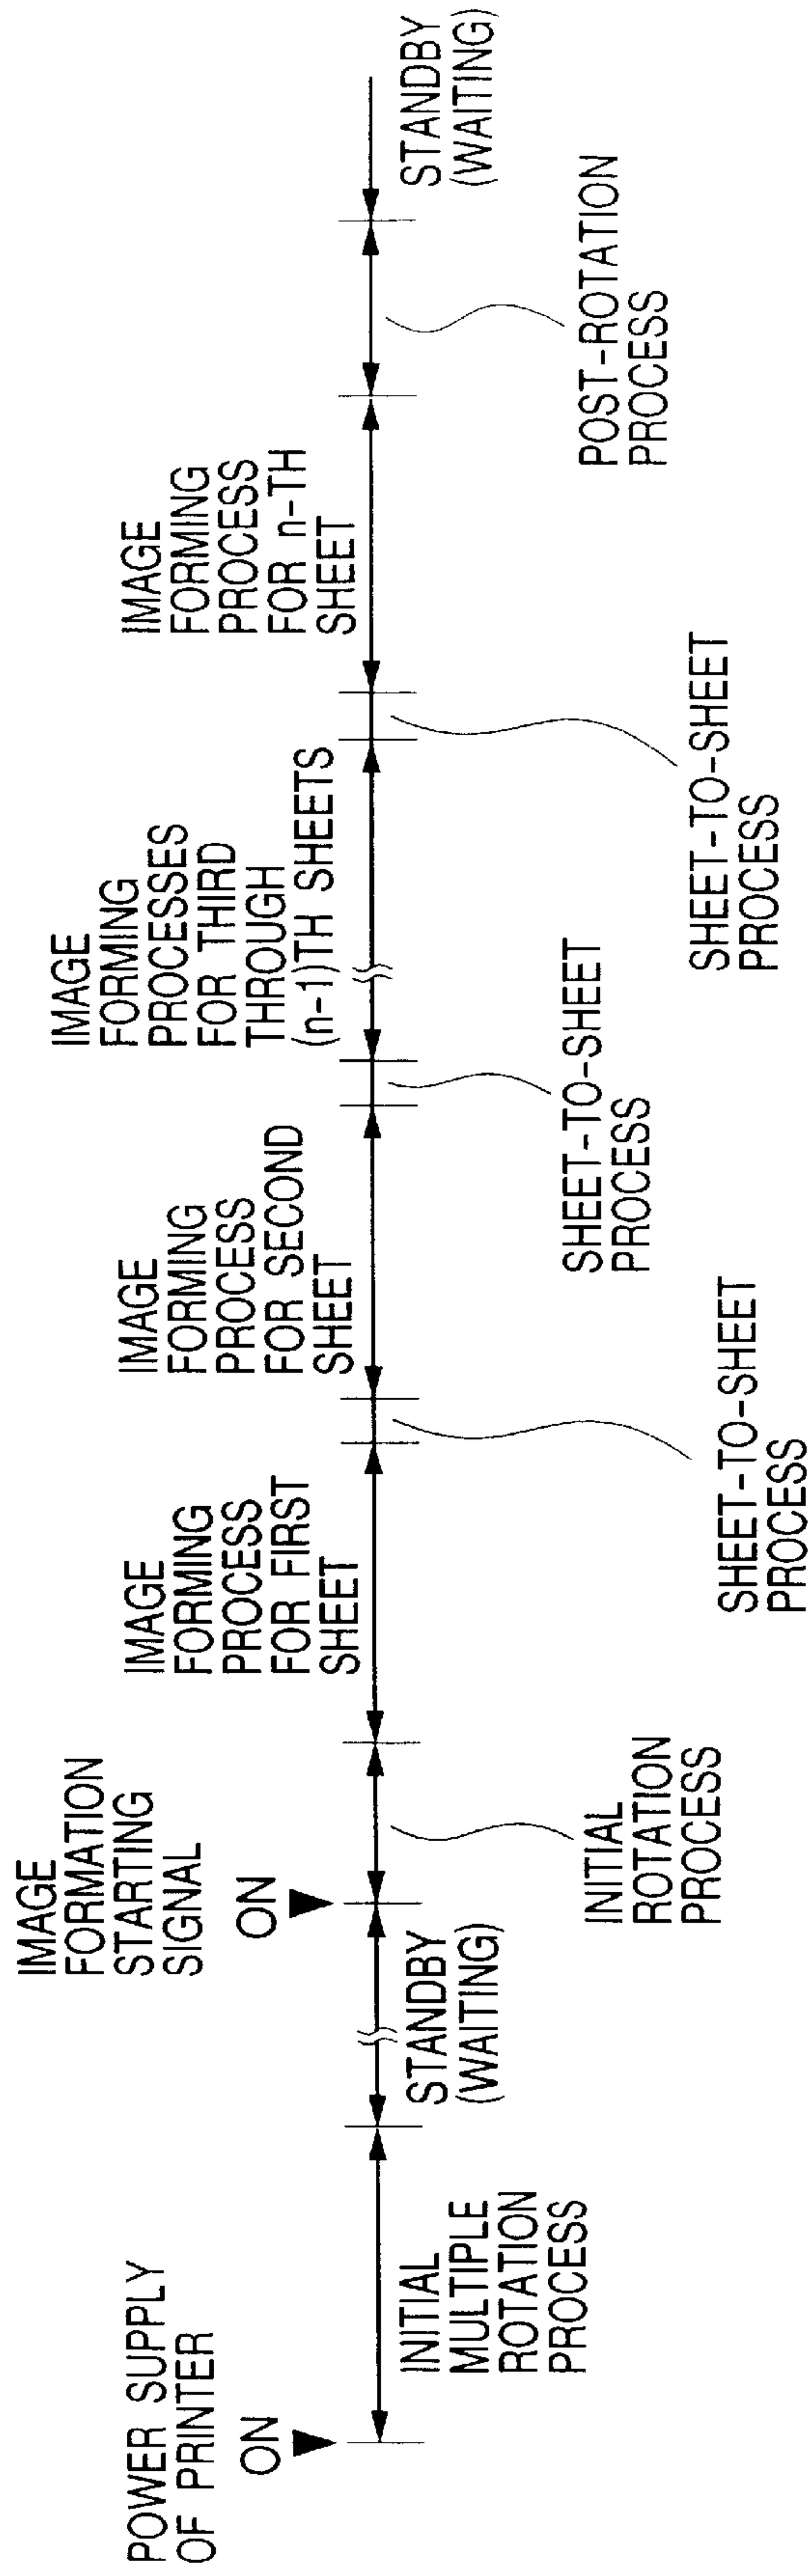 POWER SUPPLY
OF PRINTER
ON
INITIAL
MULTIPLE
ROTATION
PROCESS
STANDBY
(WAITING)
IMAGE
FORMATION
STARTING
SIGNAL
ON
INITIAL
ROTATION
PROCESS
IMAGE
FORMING
PROCESS
FOR FIRST
SHEET
SHEET-TO-SHEET
PROCESS
IMAGE
FORMING
PROCESS
FOR SECOND
SHEET
SHEET-TO-SHEET
PROCESS
IMAGE
FORMING
PROCESSES
FOR THIRD
THROUGH
(n-1)TH SHEETS
SHEET-TO-SHEET
PROCESS
IMAGE
FORMING
PROCESS
FOR n-TH
SHEET
POST-ROTATION
PROCESS
STANDBY
(WAITING)